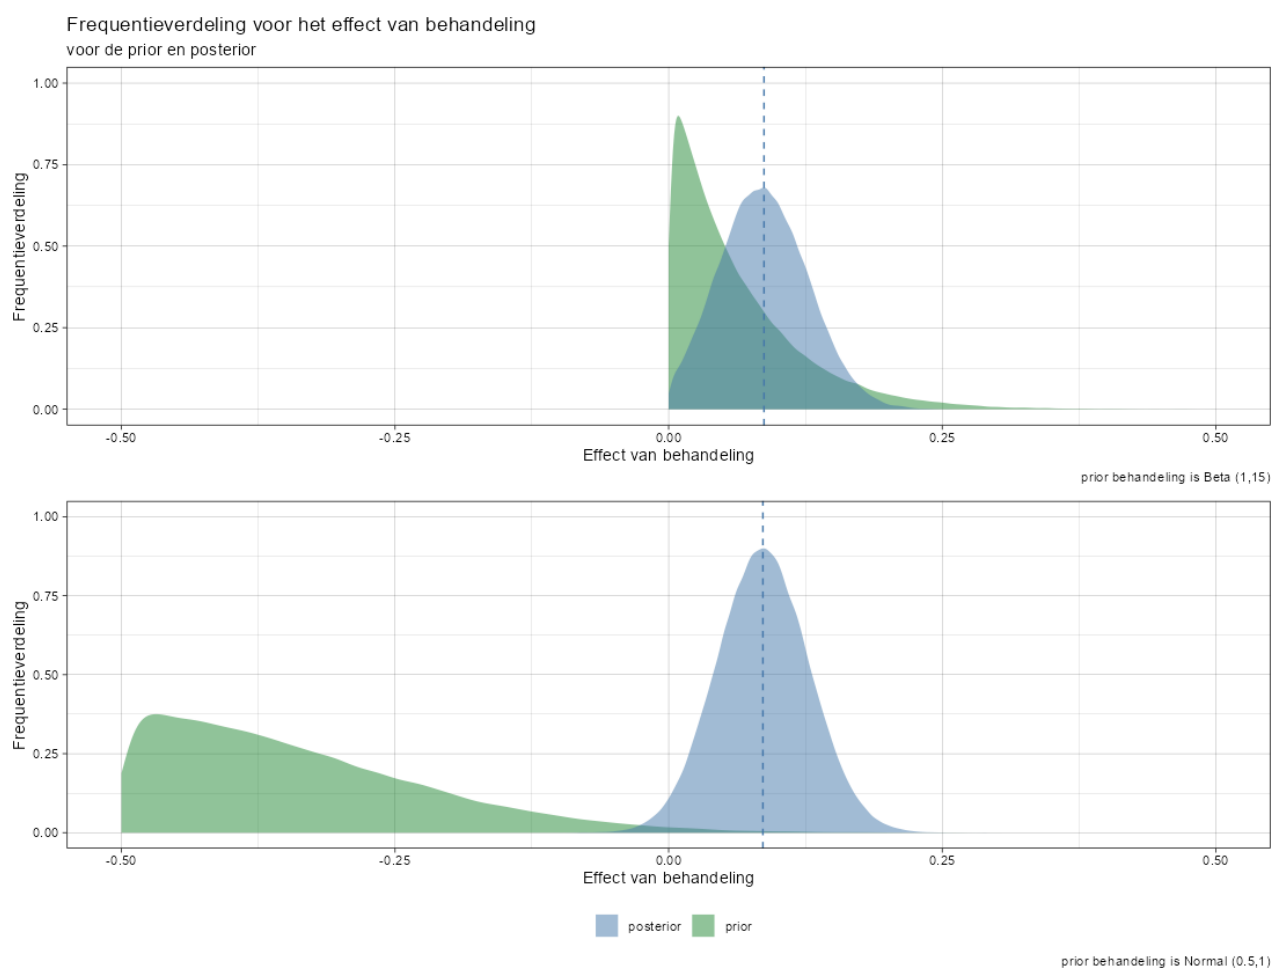 Frequentieverdeling voor het effect van behandeling
voor de prior en posterior
1.00
0.75
0.50
0.25
0.00
Frequentieverdeling
-0.50 -0.25 0.00 0.25 0.50
Effect van behandeling
prior behandeling is Beta (1,15)
1.00
0.75
0.50
0.25
0.00
Frequentieverdeling
-0.50 -0.25 0.00 0.25 0.50
Effect van behandeling
posterior prior
prior behandeling is Normal (0.5,1)